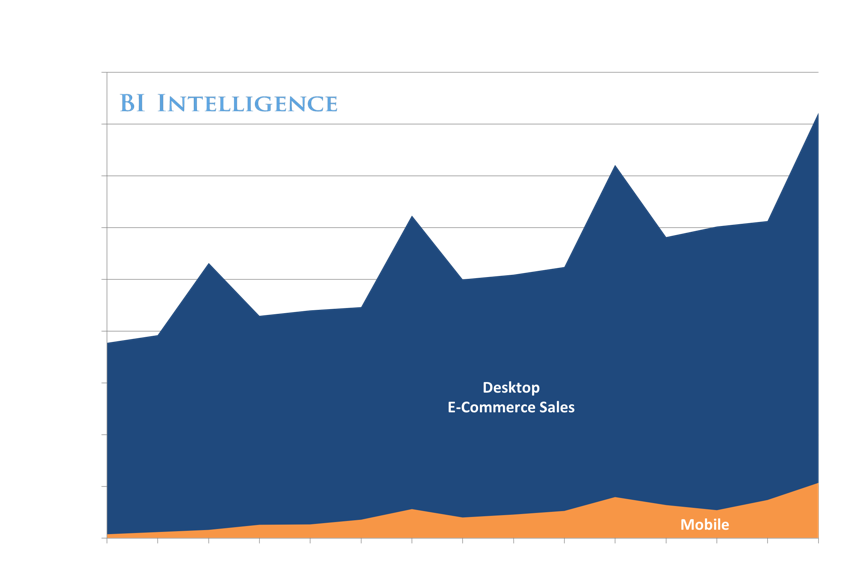 BI Intelligence
Desktop
E-Commerce Sales
Mobile